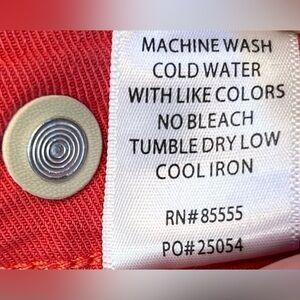 MACHINE WASH
COLD WATER
WITH LIKE COLORS
NO BLEACH
TUMBLE DRY LOW
COOL IRON
RN#85555
PO#25054